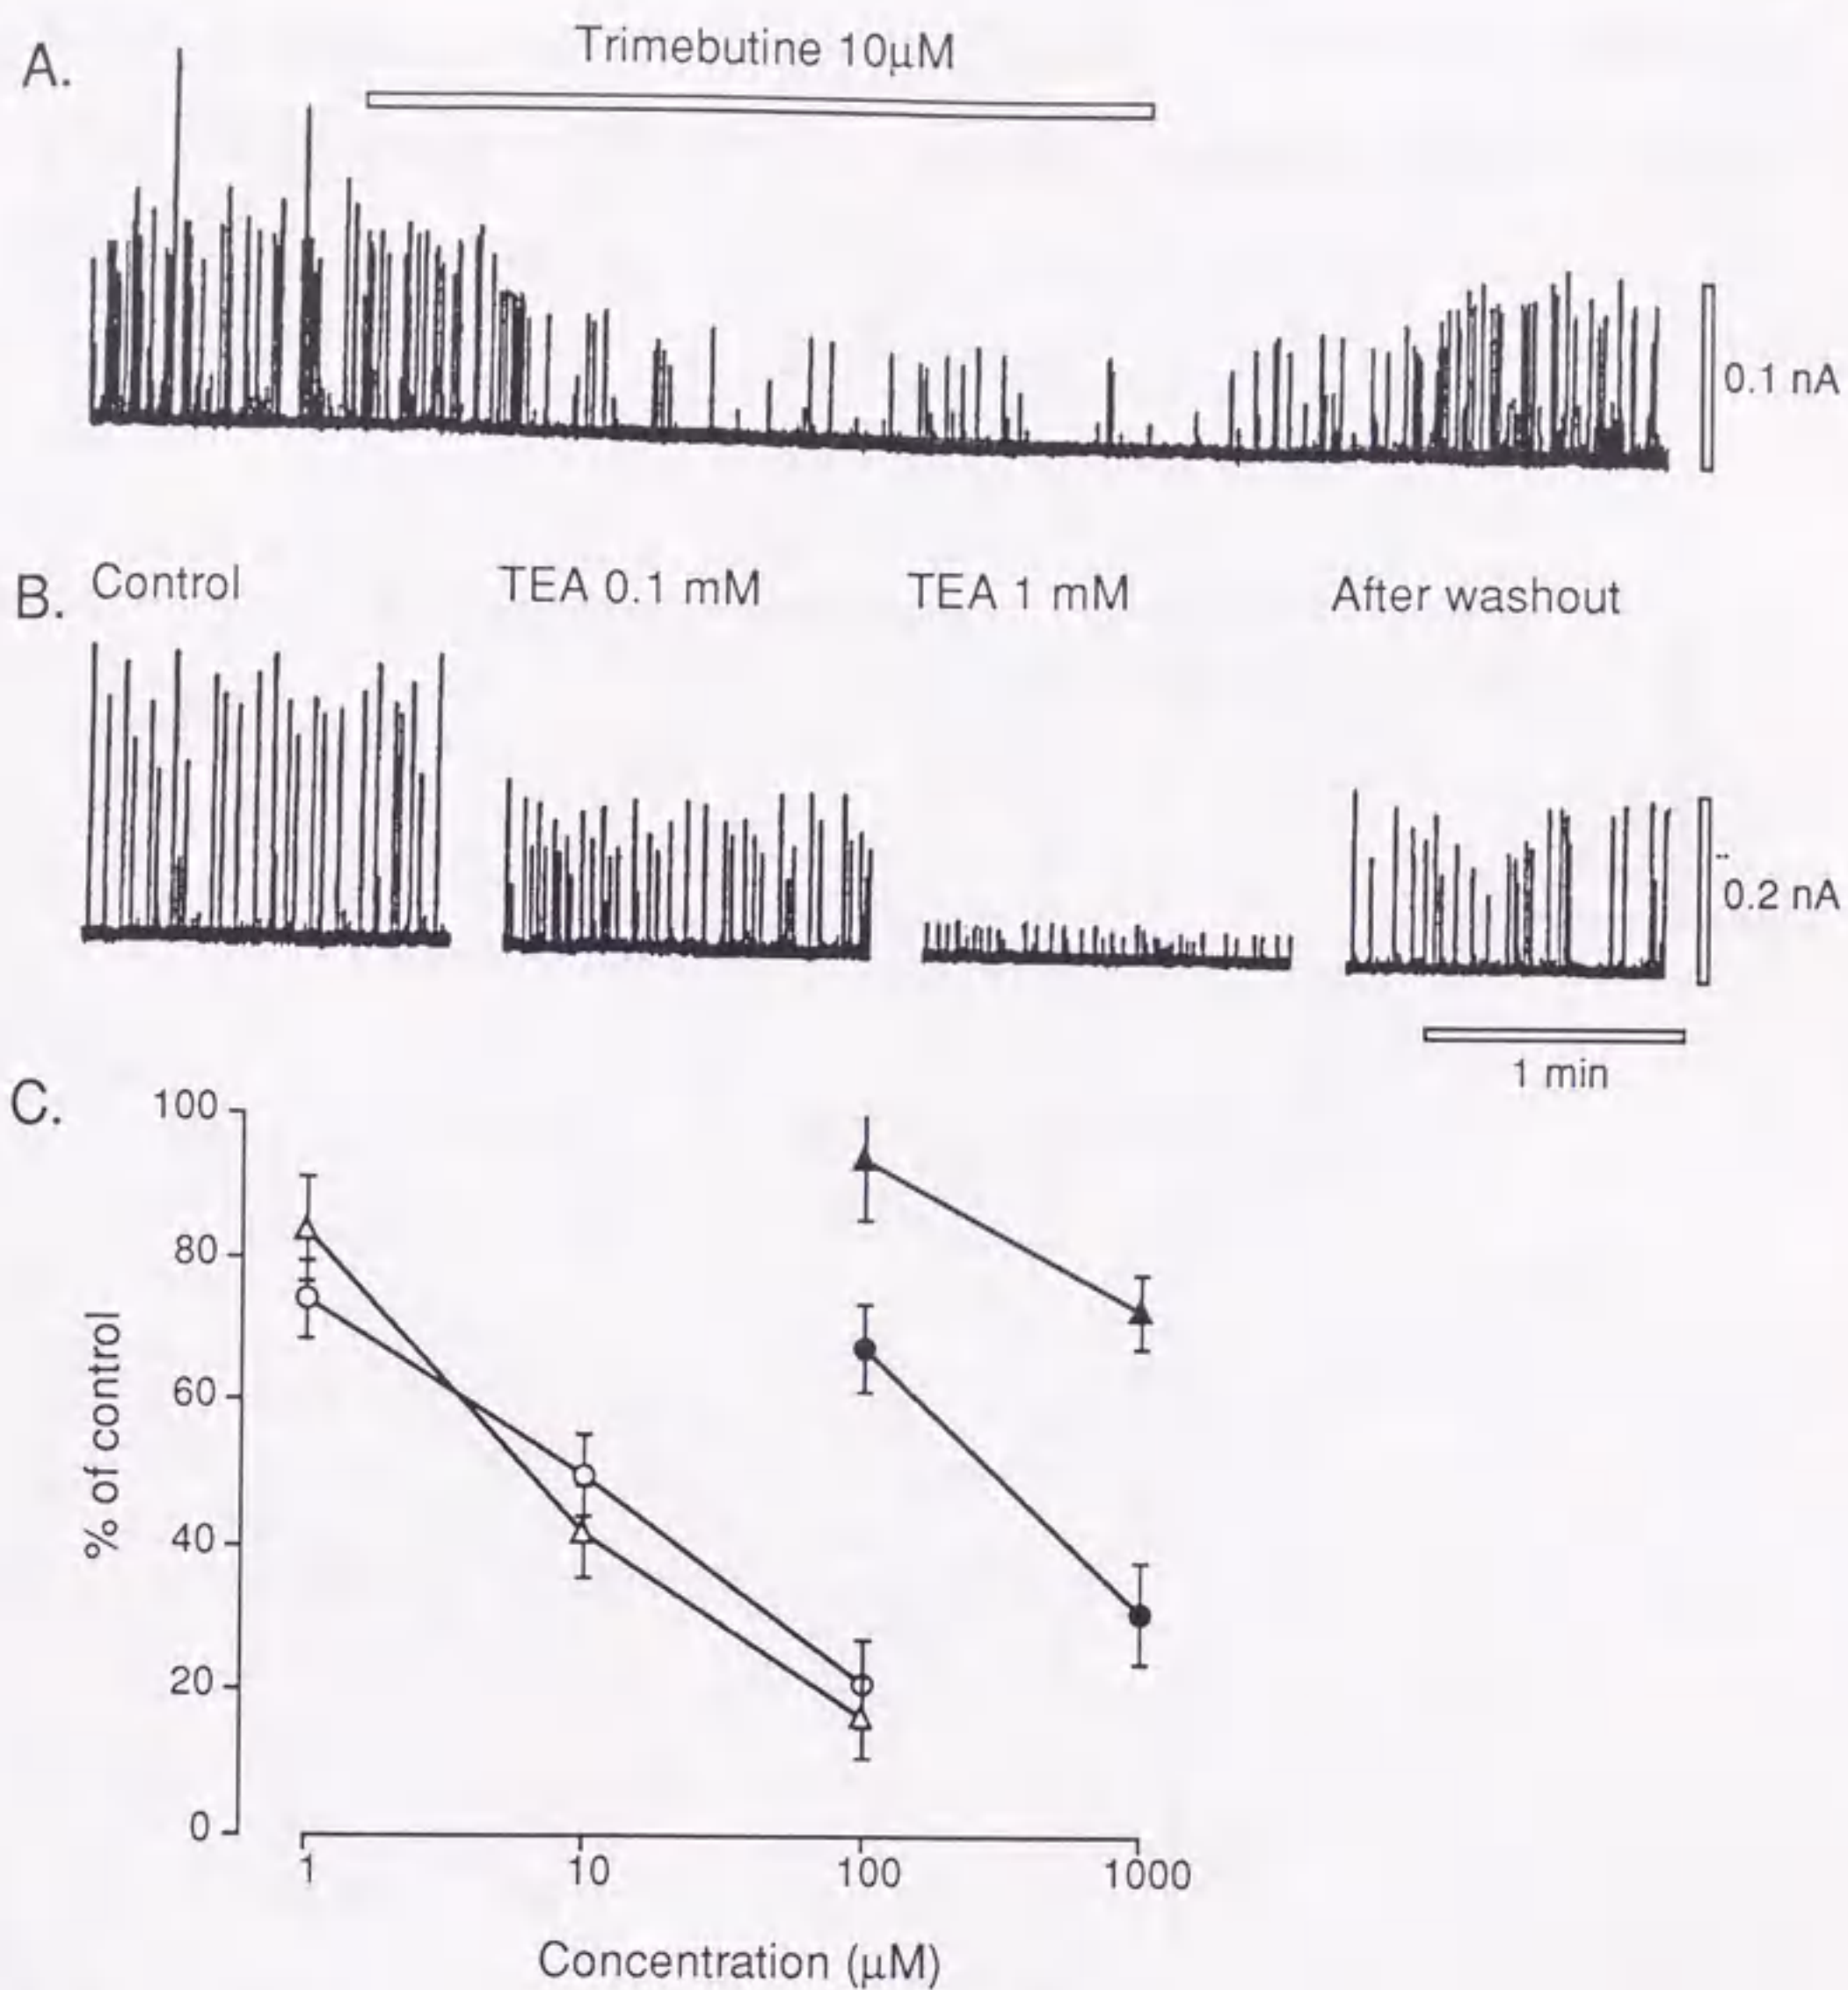 A.
Trimebutine 10μM
0.1 nA
B.
Control
TEA 0.1 mM
TEA 1 mM
After washout
0.2 nA
1 min
C.
100
80
60
40
20
0
% of control
1
10
100
1000
Concentration (μM)